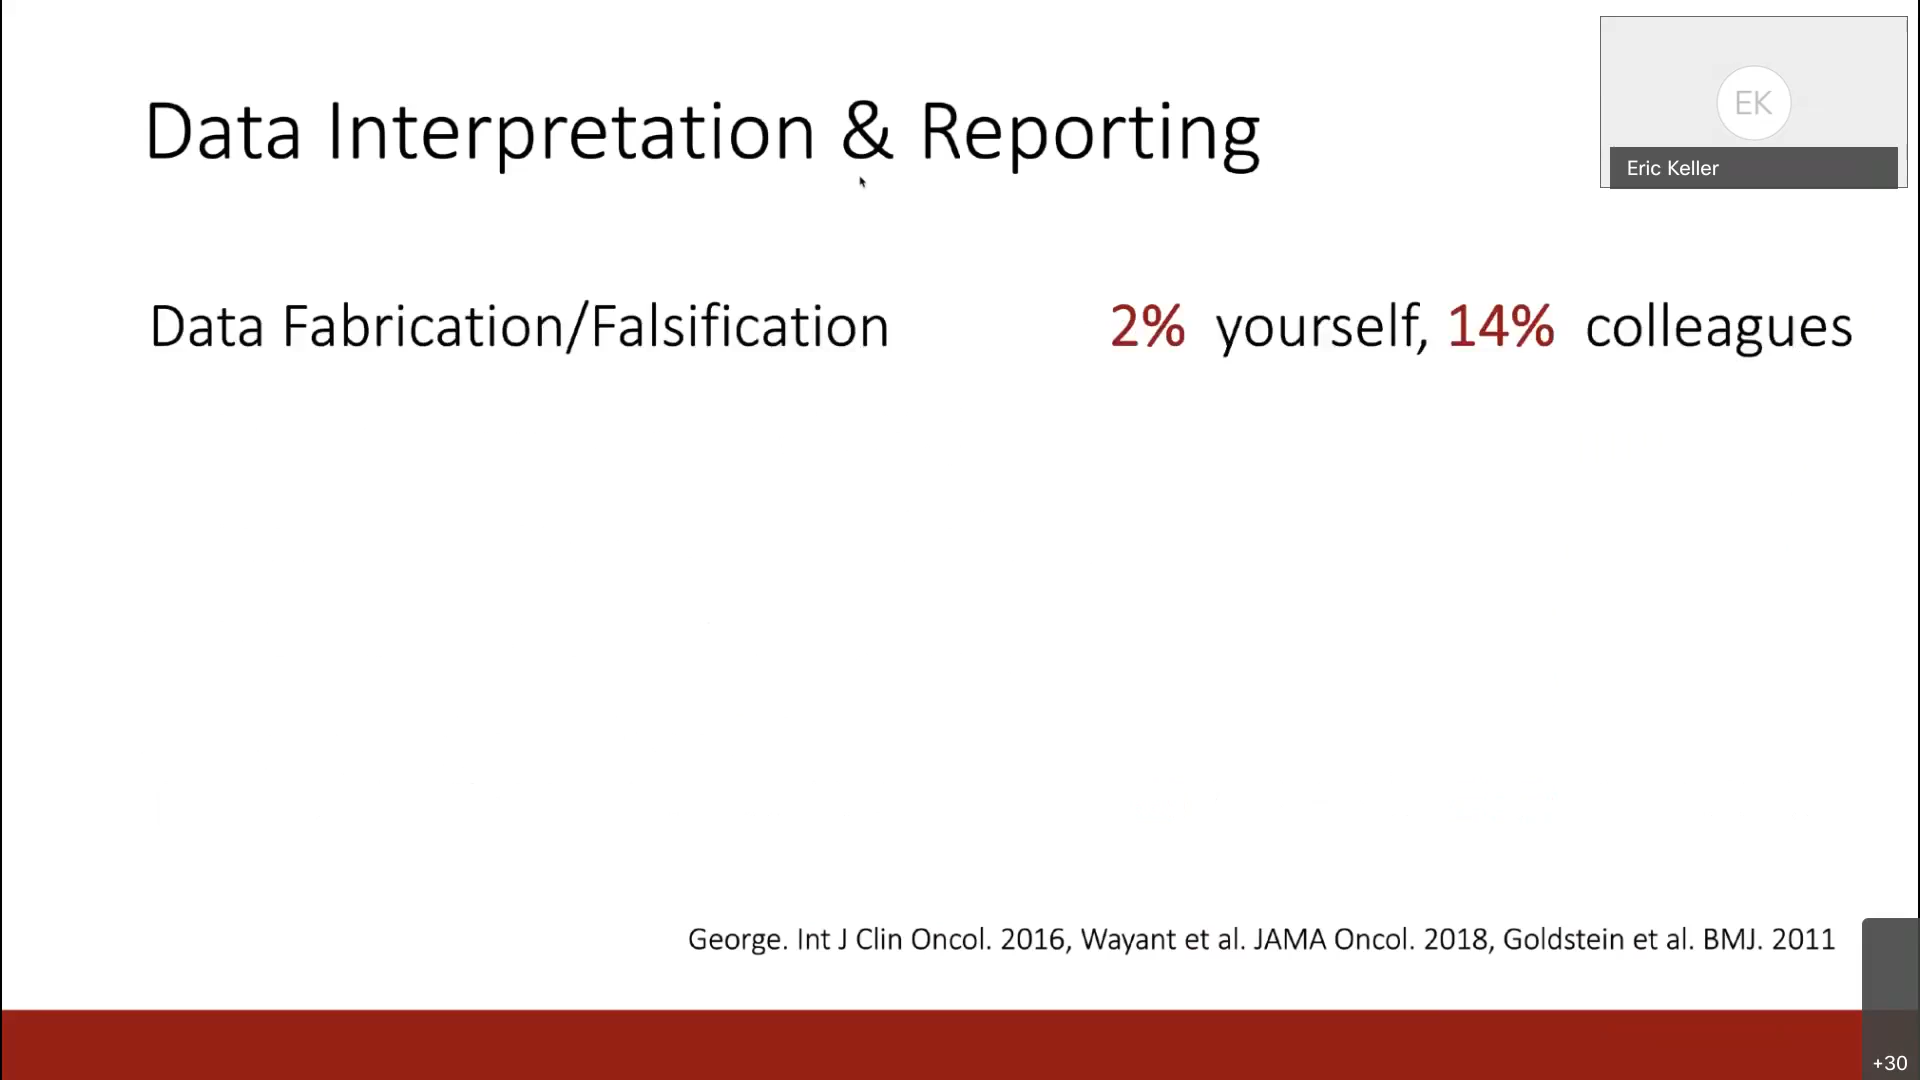 Data Interpretation & Reporting
EK
Eric Keller
Data Fabrication/Falsification 2% yourself, 14% colleagues
George. Int J Clin Oncol. 2016, Wayant et al. JAMA Oncol. 2018, Goldstein et al. BMJ. 2011
+30